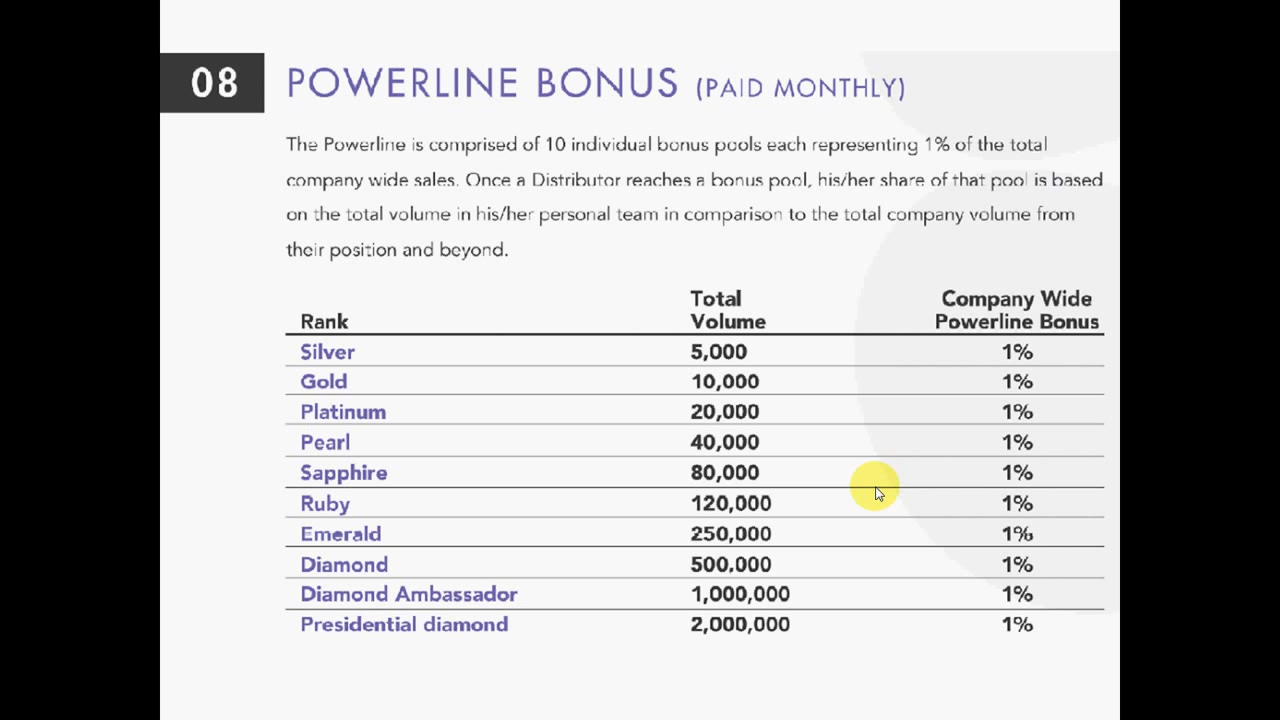 08 POWERLINE BONUS (PAID MONTHLY)
The Powerline is comprised of 10 individual bonus pools each representing 1% of the total
company wide sales. Once a Distributor reaches a bonus pool, his/her share of that pool is based
on the total volume in his/her personal team in comparison to the total company volume from
their position and beyond.
Total Company Wide
Rank Volume Powerline Bonus
Silver 5,000 1%
Gold 10,000 1%
Platinum 20,000 1%
Pearl 40,000 1%
Sapphire 80,000 1%
Ruby 120,000 1%
Emerald 250,000 1%
Diamond 500,000 1%
Diamond Ambassador 1,000,000 1%
Presidential diamond 2,000,000 1%